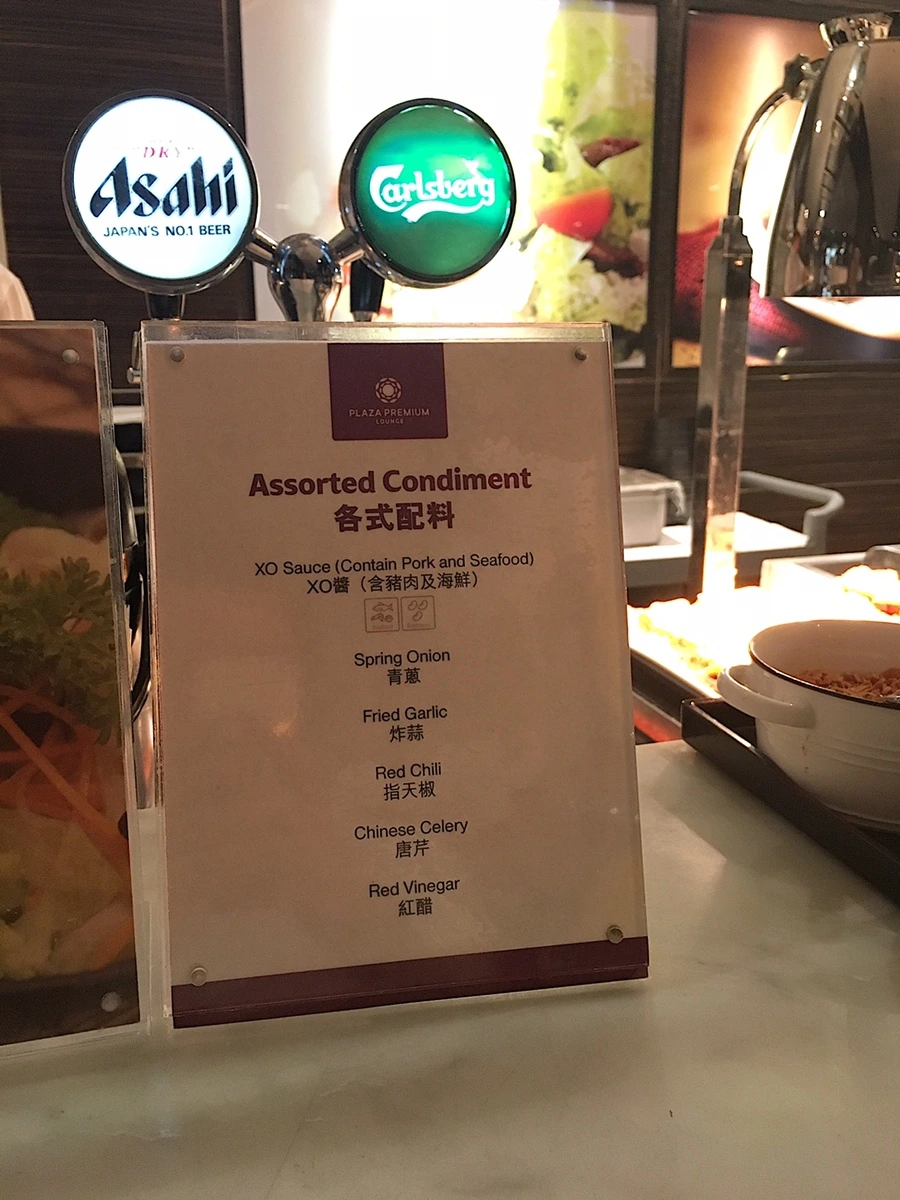 "DRY"
Asahi
JAPAN'S NO.1 BEER
Carlsberg
PLAZA PREMIUM
LOUNGE
Assorted Condiment
各式配料
XO Sauce (Contain Pork and Seafood)
XO醬（含豬肉及海鮮）
Spring Onion
青蔥
Fried Garlic
炸蒜
Red Chili
指天椒
Chinese Celery
唐芹
Red Vinegar
紅醋